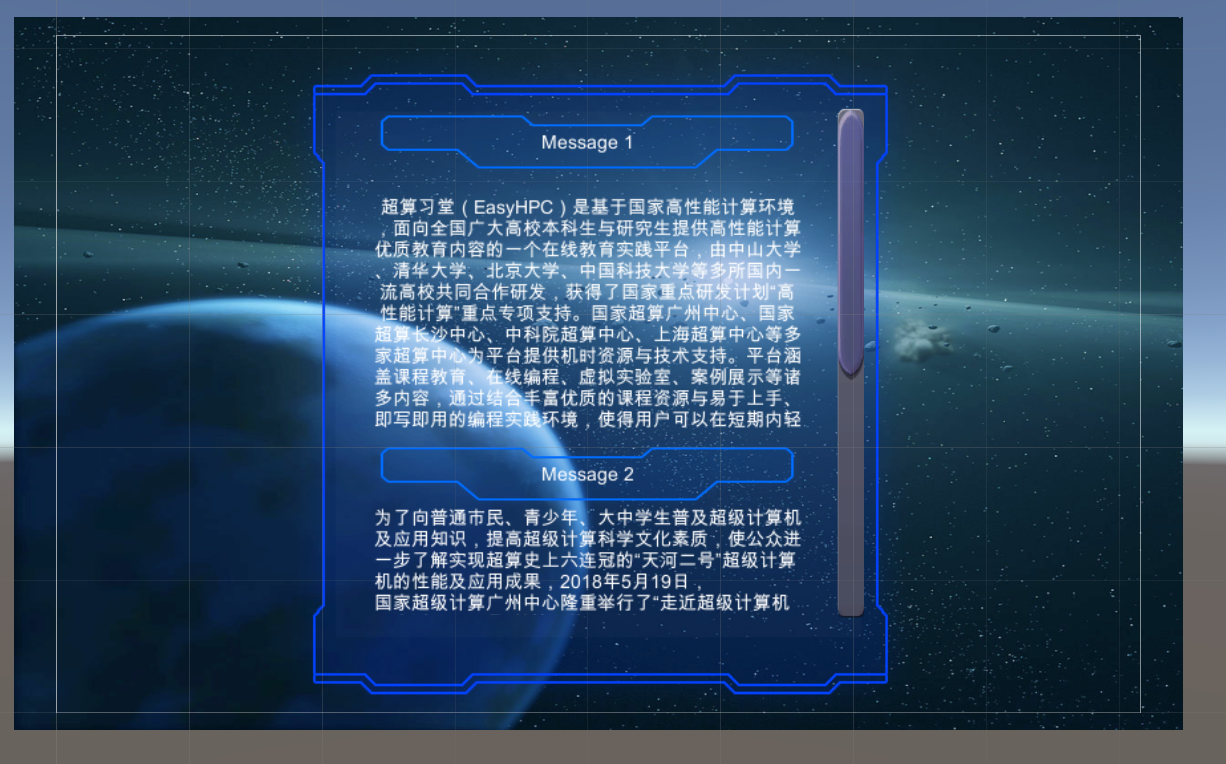 Message 1
超算习堂（EasyHPC）是基于国家高性能计算环境
，面向全国广大高校本科生与研究生提供高性能计算
优质教育内容的一个在线教育实践平台，由中山大学
、清华大学、北京大学、中国科技大学等多所国内一
流高校共同合作研发，获得了国家重点研发计划“高
性能计算”重点专项支持。国家超算广州中心、国家
超算长沙中心、中科院超算中心、上海超算中心等多
家超算中心为平台提供机时资源与技术支持。平台涵
盖课程教育、在线编程、虚拟实验室、案例展示等诸
多内容，通过结合丰富优质的课程资源与易于上手、
即写即用的编程实践环境，使得用户可以在短期内轻
Message 2
为了向普通市民、青少年、大中学生普及超级计算机
及应用知识，提高超级计算科学文化素质，使公众进
一步了解实现超算史上六连冠的“天河二号”超级计算
机的性能及应用成果，2018年5月19日，
国家超级计算广州中心隆重举行了“走近超级计算机